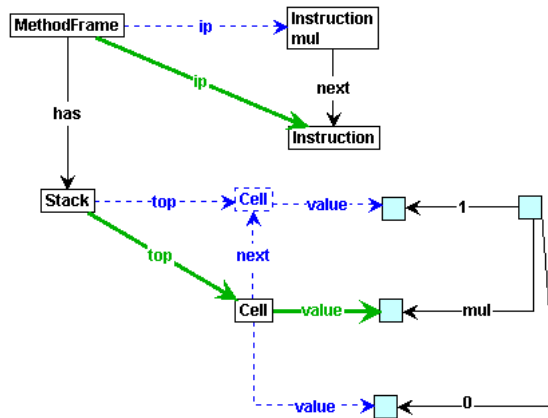 MethodFrame
ip
Instruction
mul
ip
has
next
Instruction
Stack
top
Cell
value
1
top
next
Cell
value
mul
value
0